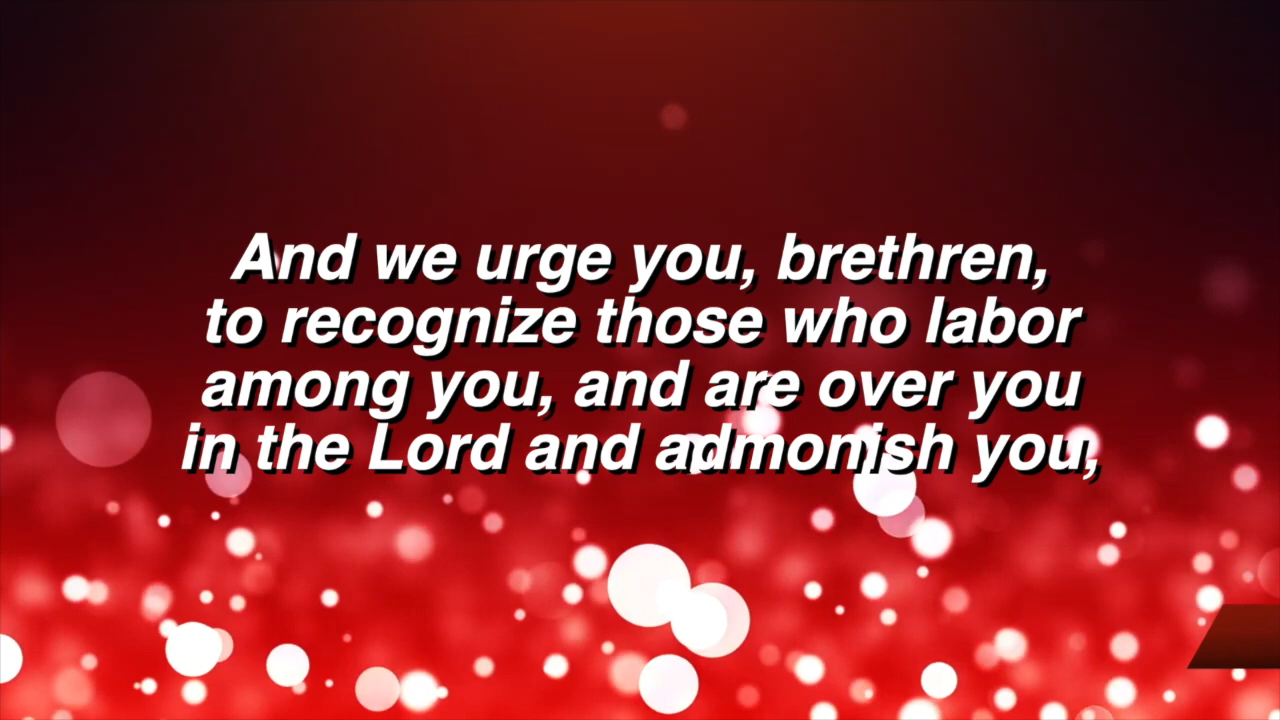 And we urge you, brethren,
to recognize those who labor
among you, and are over you
in the Lord and admonish you,